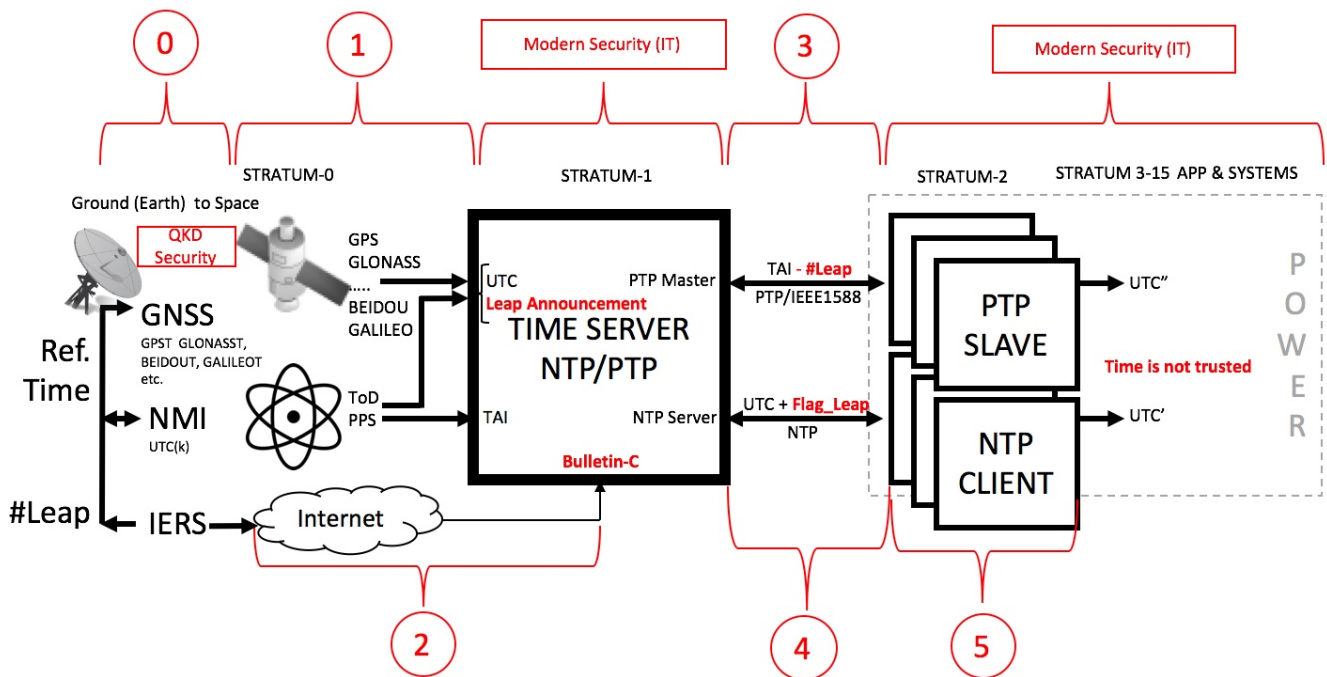 0
1
Modern Security (IT)
3
Modern Security (IT)
STRATUM-0
STRATUM-1
STRATUM-2
STRATUM 3-15 APP & SYSTEMS
Ground (Earth) to Space
QKD
Security
GPS
GLONASS
.....
BEIDOU
GALILEO
GNSS
GPST GLONASST,
BEIDOUT, GALILEOT
etc.
Ref.
Time
NMI
UTC(k)
#Leap
IERS
Internet
ToD
PPS
UTC
Leap Announcement
PTP Master
TIME SERVER
NTP/PTP
TAI
NTP Server
Bulletin-C
TAI - #Leap
PTP/IEEE1588
UTC + Flag_Leap
NTP
PTP
SLAVE
NTP
CLIENT
UTC"
Time is not trusted
UTC'
P
O
W
E
R
2
4
5